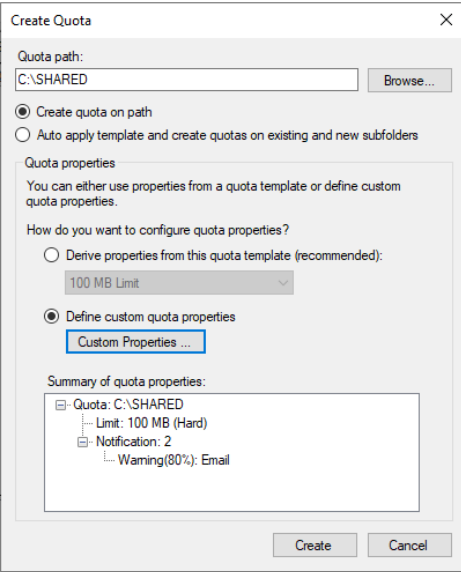 Create Quota
Quota path:
C:\SHARED
Browse...
Create quota on path
Auto apply template and create quotas on existing and new subfolders
Quota properties
You can either use properties from a quota template or define custom
quota properties.
How do you want to configure quota properties?
Derive properties from this quota template (recommended):
100 MB Limit
Define custom quota properties
Custom Properties ...
Summary of quota properties:
Quota: C:\SHARED
Limit: 100 MB (Hard)
Notification: 2
Warning(80%): Email
Create
Cancel